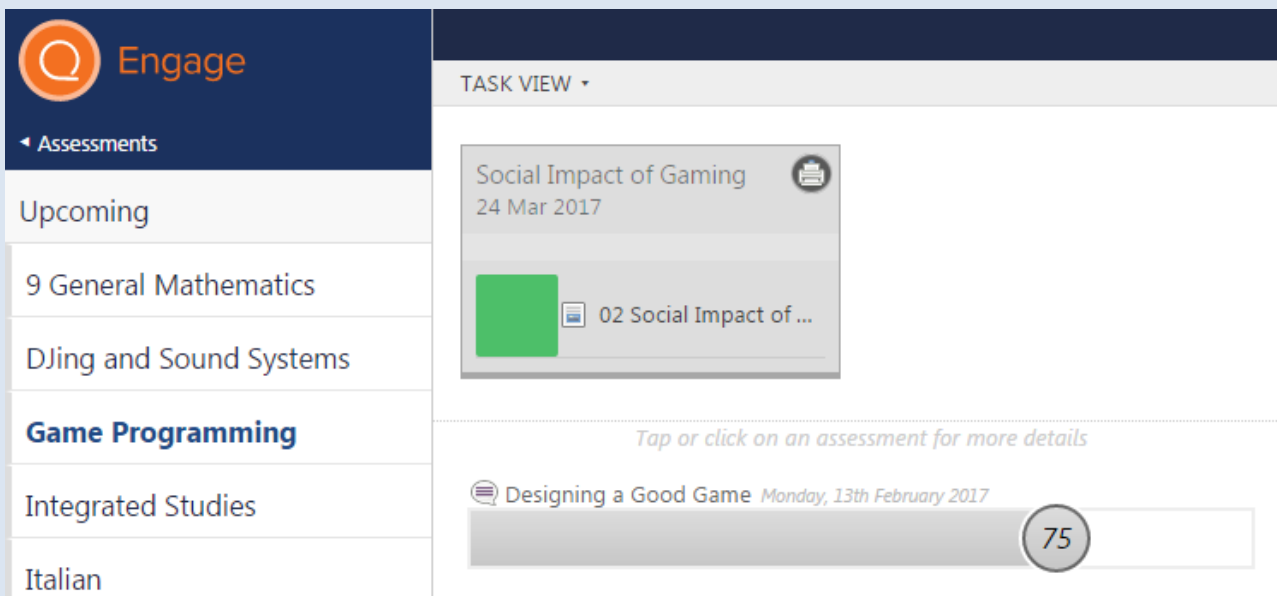 Engage
Assessments
Upcoming
9 General Mathematics
DJing and Sound Systems
Game Programming
Integrated Studies
Italian
TASK VIEW
Social Impact of Gaming
24 Mar 2017
02 Social Impact of ...
Tap or click on an assessment for more details
Designing a Good Game Monday, 13th February 2017
75